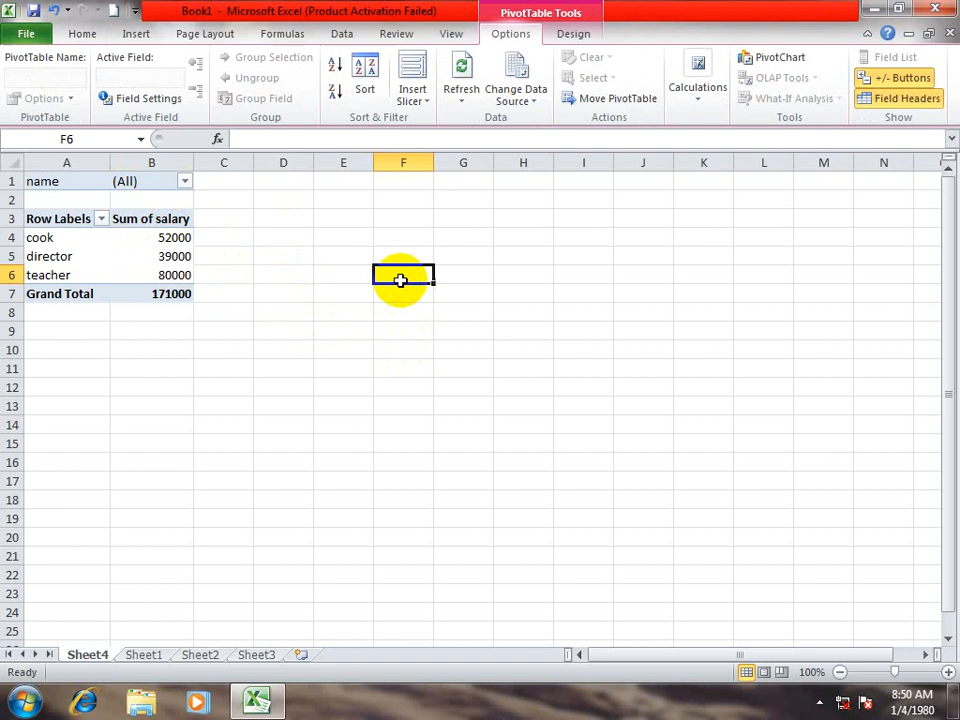 Book1 - Microsoft Excel (Product Activation Failed)
PivotTable Tools
File Home Insert Page Layout Formulas Data Review View Options Design
PivotTable Name: Active Field: Group Selection Clear PivotChart Field List
Ungroup Select OLAP Tools +/- Buttons
Options Field Settings Group Field Sort Insert Slicer Refresh Change Data Source Move PivotTable Calculations What-If Analysis Field Headers
PivotTable Active Field Group Sort & Filter Data Actions Tools Show
F6 fx
A B C D E F G H I J K L M N
1 name (All)
2
3 Row Labels Sum of salary
4 cook 52000
5 director 39000
6 teacher 80000
7 Grand Total 171000
8
9
10
11
12
13
14
15
16
17
18
19
20
21
22
23
24
25
Sheet4 Sheet1 Sheet2 Sheet3
Ready 100%
8:50 AM
1/4/1980